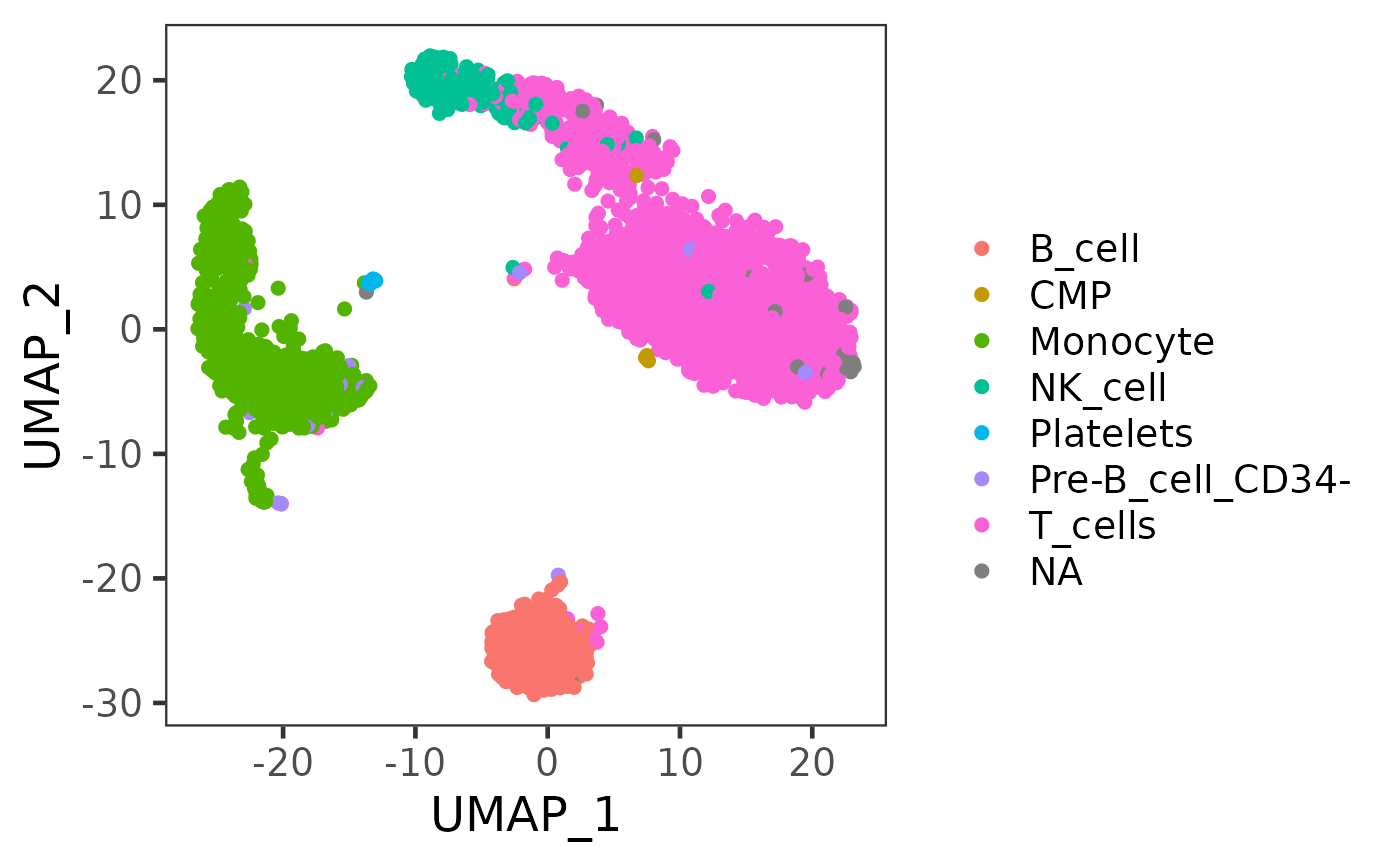 UMAP_2
20
10
0
-10
-20
-30
-20
-10
0
10
20
UMAP_1
B_cell
CMP
Monocyte
NK_cell
Platelets
Pre-B_cell_CD34-
T_cells
NA